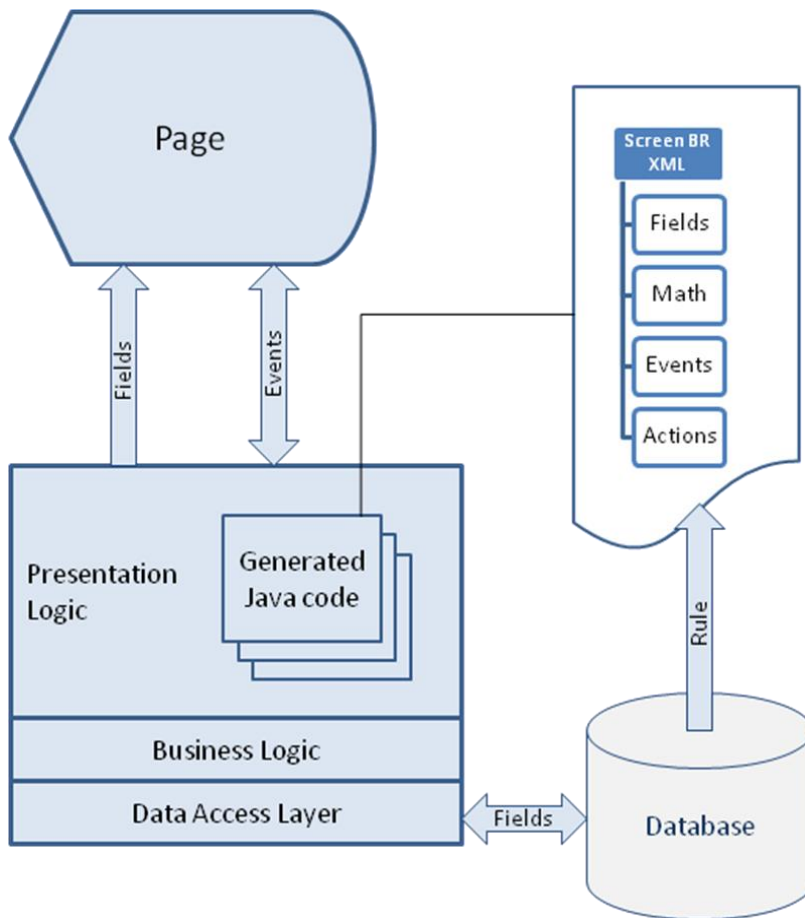 Page
Screen BR
XML
Fields
Math
Events
Actions
Fields
Events
Presentation
Logic
Generated
Java code
Rule
Business Logic
Data Access Layer
Fields
Database